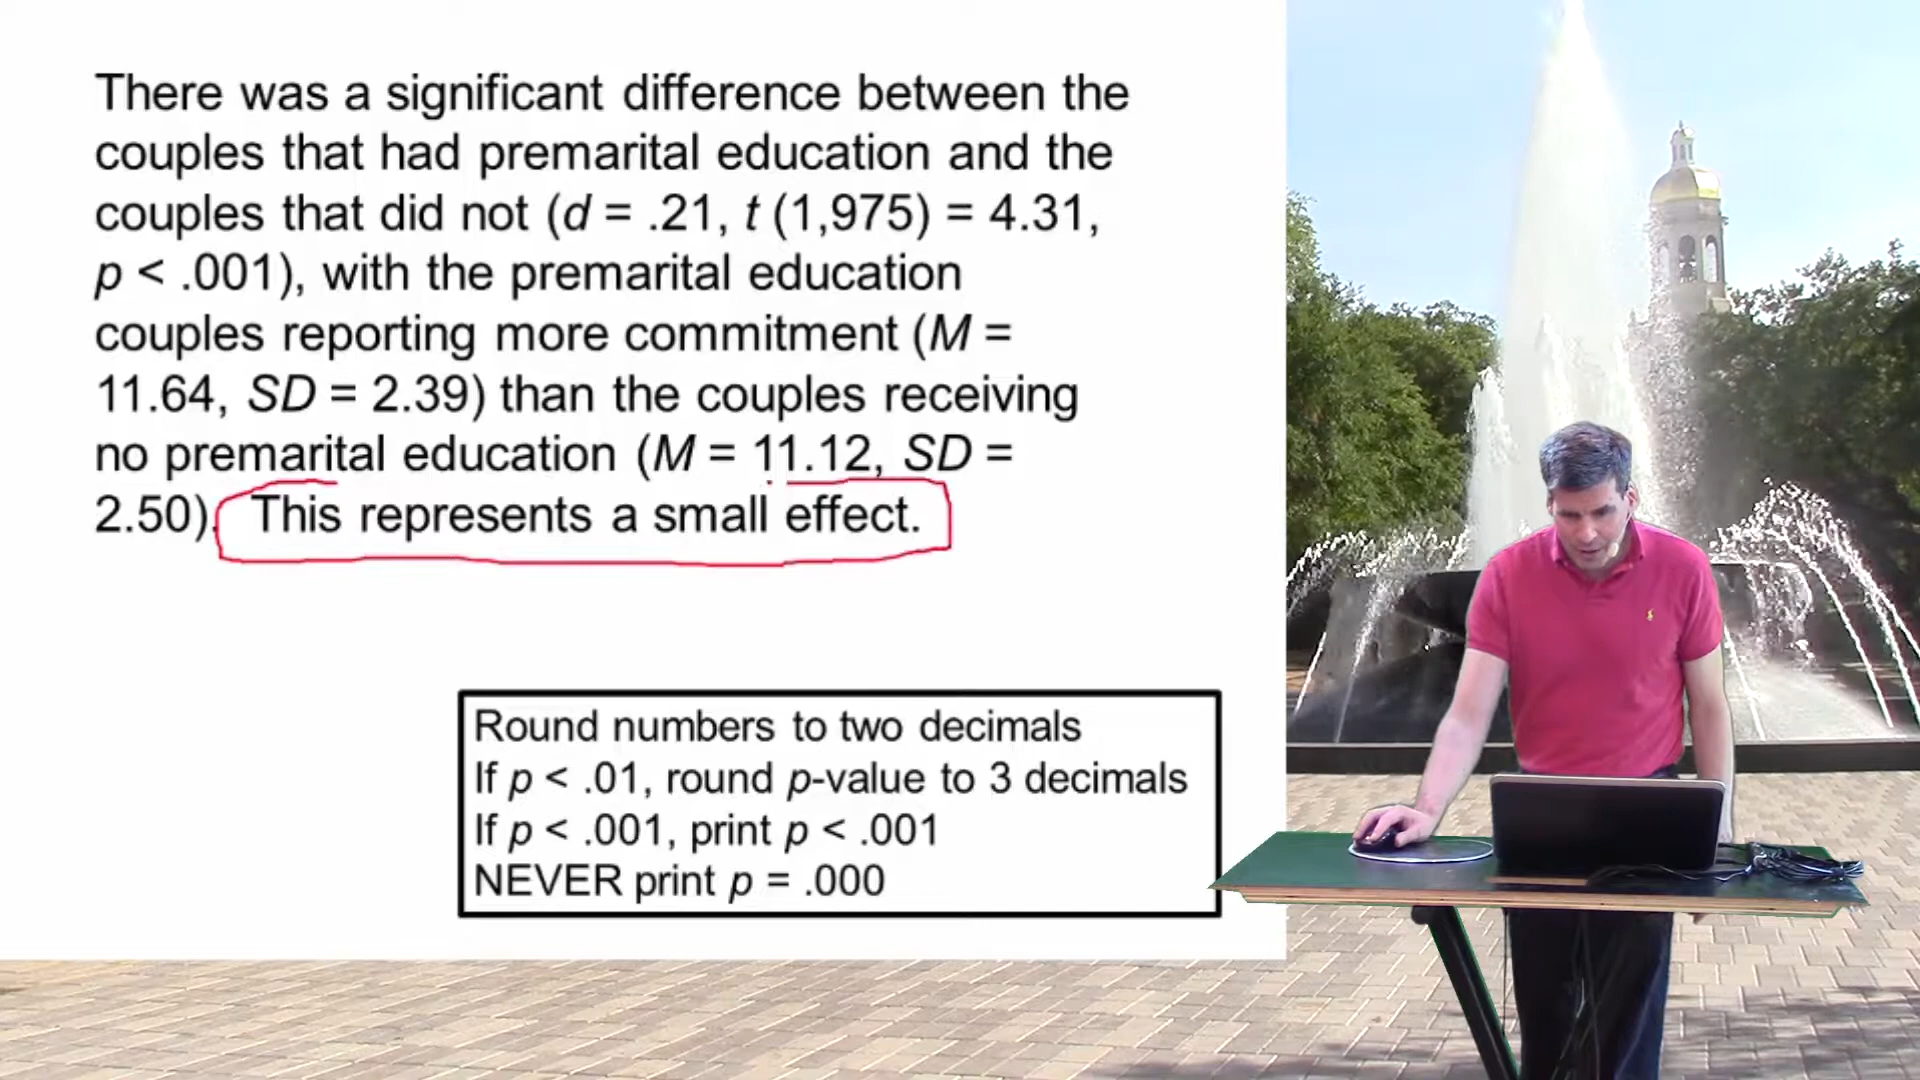 There was a significant difference between the
couples that had premarital education and the
couples that did not (d = .21, t (1,975) = 4.31,
p < .001), with the premarital education
couples reporting more commitment (M =
11.64, SD = 2.39) than the couples receiving
no premarital education (M = 11.12, SD =
2.50). This represents a small effect.
Round numbers to two decimals
If p < .01, round p-value to 3 decimals
If p < .001, print p < .001
NEVER print p = .000